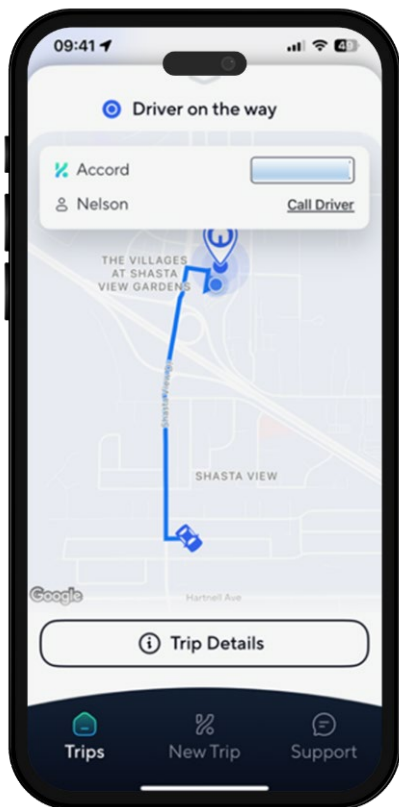 09:41
49
Driver on the way
Accord
Nelson
Call Driver
THE VILLAGES
AT SHASTA
VIEW GARDENS
SHASTA VIEW
Google
Hartnell Ave
Trip Details
Trips
New Trip
Support